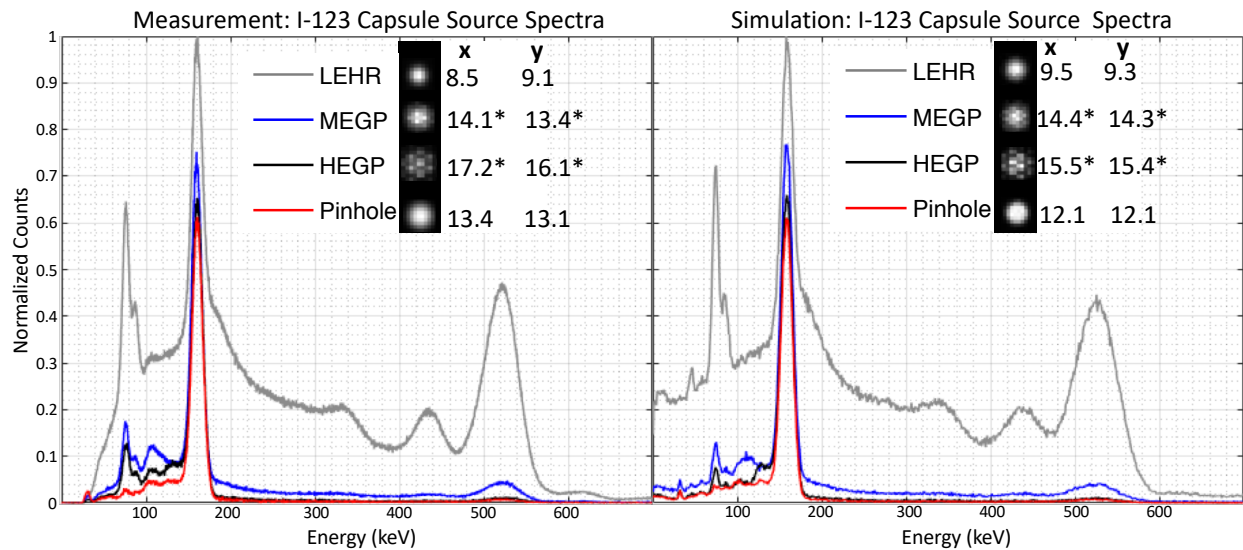 Measurement: I-123 Capsule Source Spectra
Simulation: I-123 Capsule Source Spectra
Normalized Counts
1
0.9
0.8
0.7
0.6
0.5
0.4
0.3
0.2
0.1
0
x y
LEHR 8.5 9.1
MEGP 14.1* 13.4*
HEGP 17.2* 16.1*
Pinhole 13.4 13.1
100 200 300 400 500 600
Energy (keV)
x y
LEHR 9.5 9.3
MEGP 14.4* 14.3*
HEGP 15.5* 15.4*
Pinhole 12.1 12.1
100 200 300 400 500 600
Energy (keV)